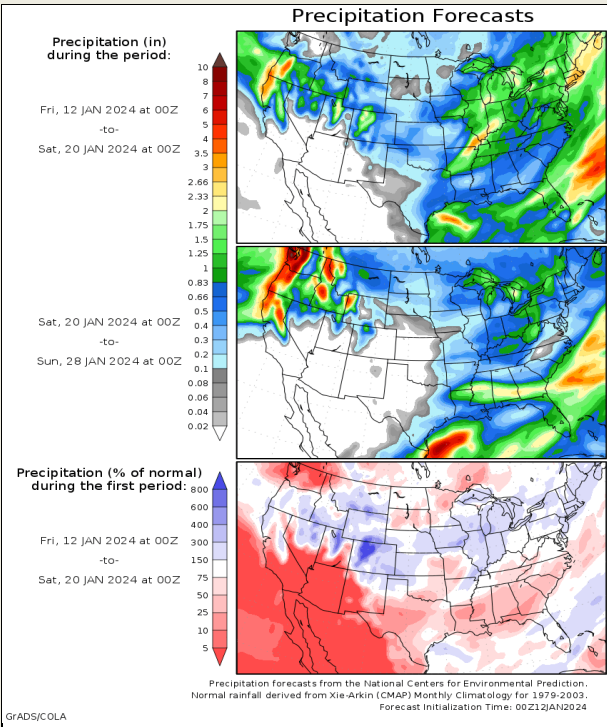 Precipitation Forecasts
Precipitation (in)
during the period:
Fri, 12 JAN 2024 at 00Z
-to-
Sat, 20 JAN 2024 at 00Z
10
8
7
6
5
4
3.5
3
2.66
2.33
2
1.75
1.5
1.25
1
0.83
0.66
0.5
0.4
0.3
0.2
0.1
0.08
0.06
0.04
0.02
Sat, 20 JAN 2024 at 00Z
-to-
Sun, 28 JAN 2024 at 00Z
Precipitation (% of normal)
during the first period:
Fri, 12 JAN 2024 at 00Z
-to-
Sat, 20 JAN 2024 at 00Z
800
600
400
300
150
75
50
25
10
5
Precipitation forecasts from the National Centers for Environmental Prediction.
Normal rainfall derived from Xie-Arkin (CMAP) Monthly Climatology for 1979-2003.
Forecast Initialization Time: 00Z12JAN2024
GrADS/COLA